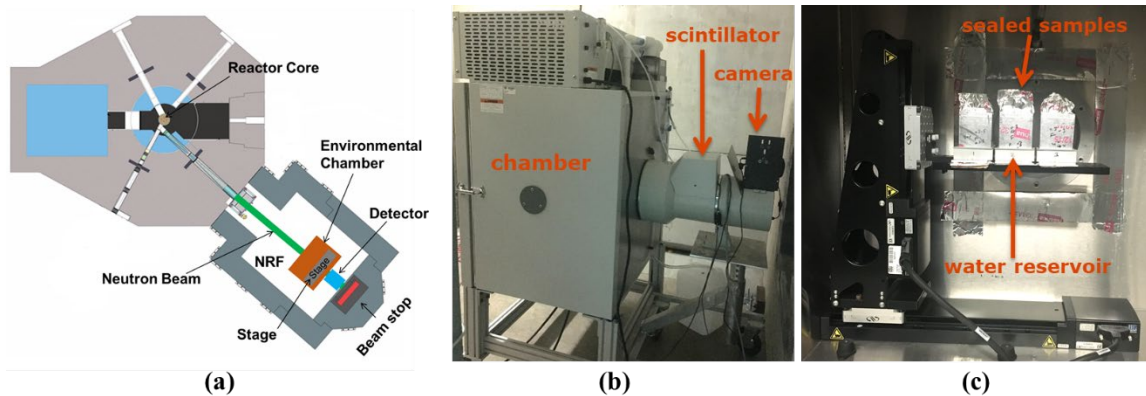 Reactor Core
Environmental
Chamber
Detector
NRF
Stage
Neutron Beam
Stage
Beam stop
(a)
scintillator
camera
chamber
(b)
sealed
samples
water reservoir
(c)